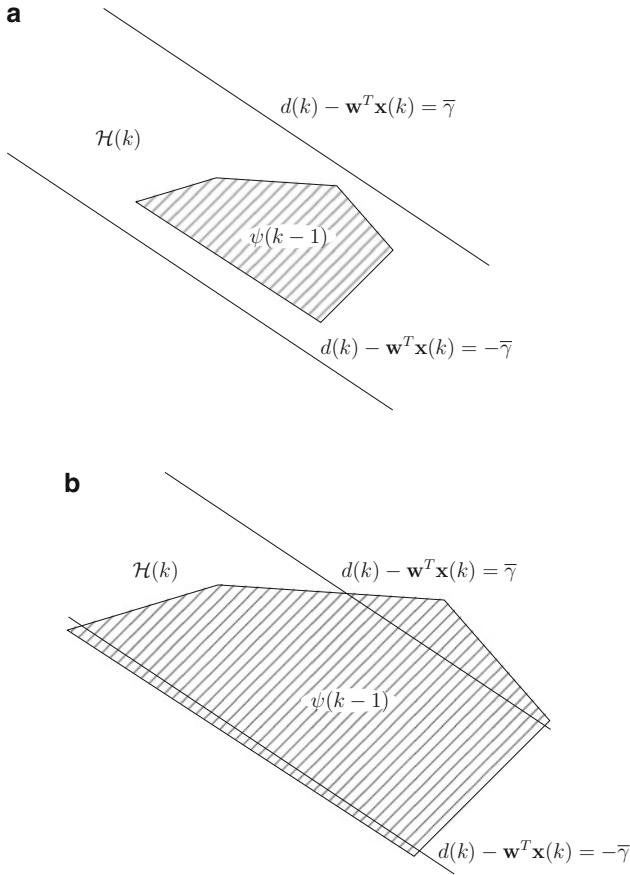 a
d(k) − w^T x(k) = γ̅
ℋ(k)
ψ(k − 1)
d(k) − w^T x(k) = −γ̅
b
ℋ(k)
d(k) − w^T x(k) = γ̅
ψ(k − 1)
d(k) − w^T x(k) = −γ̅